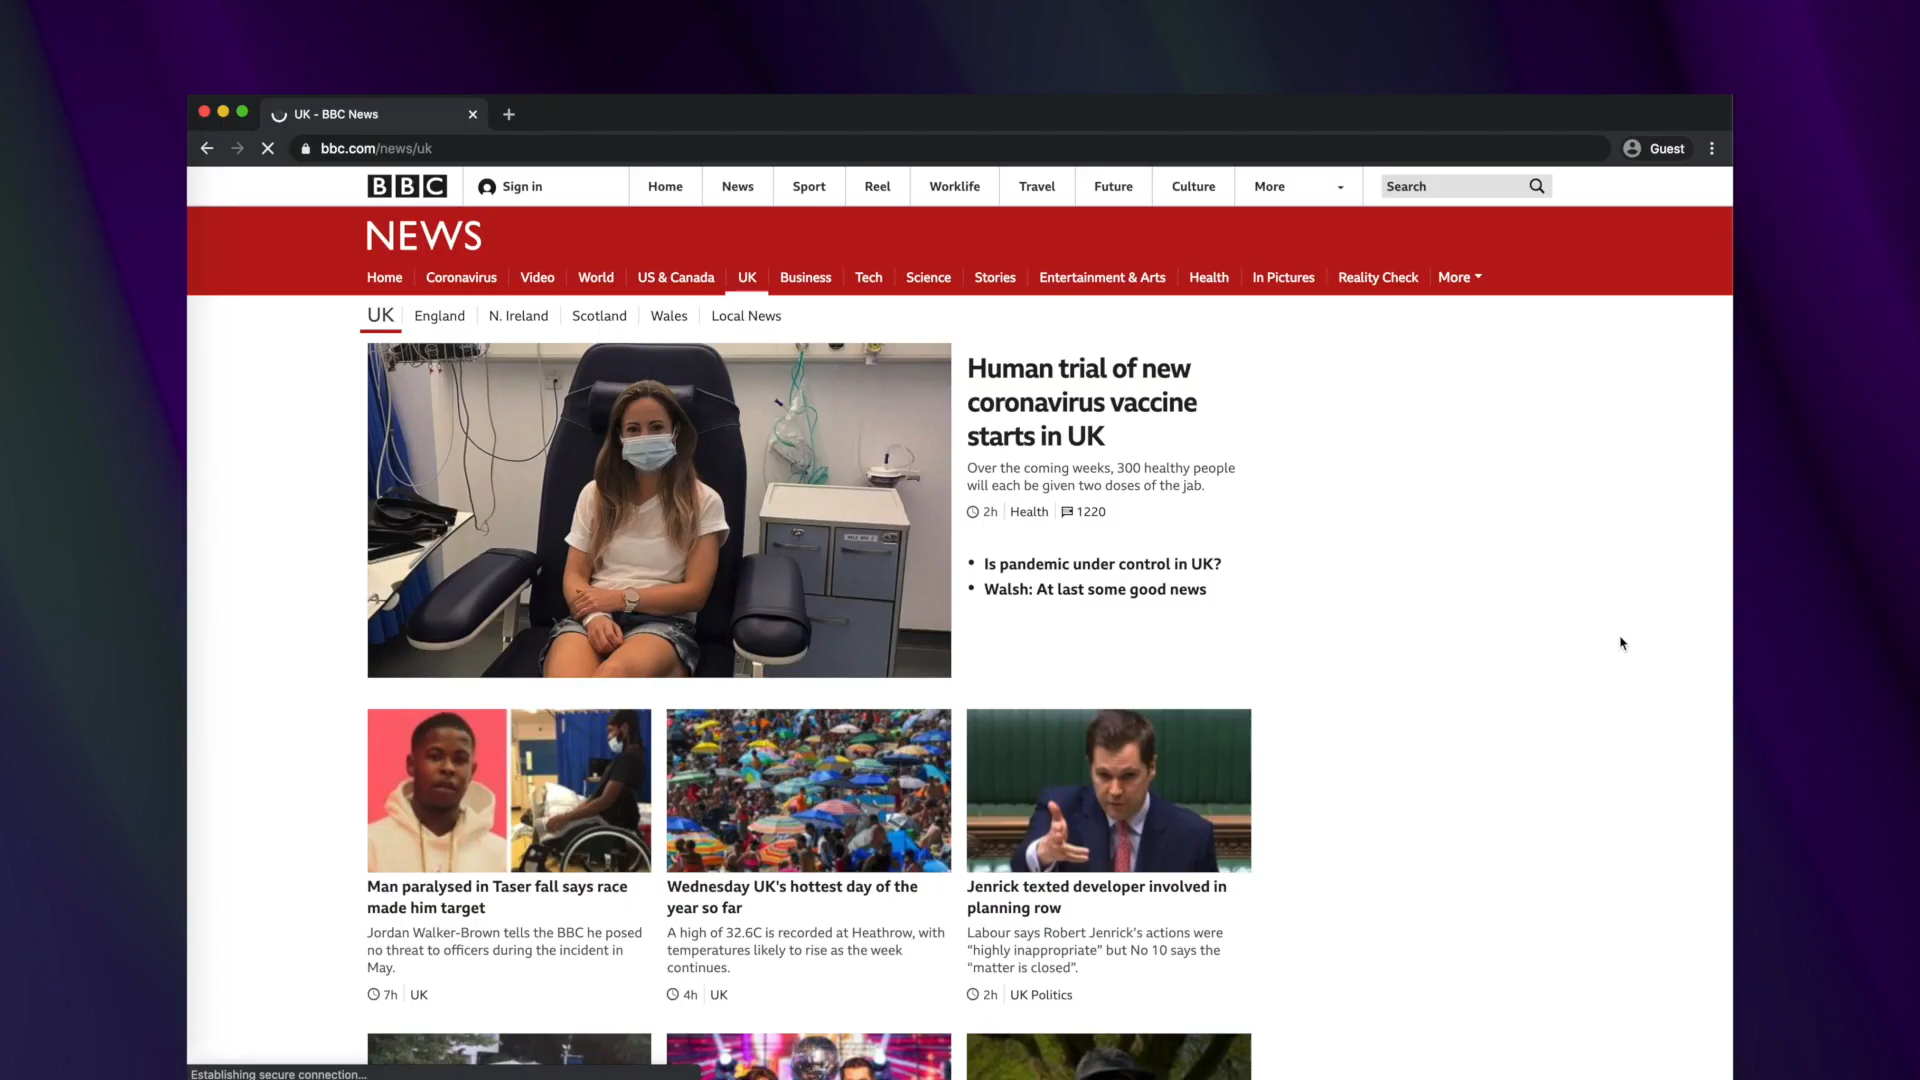 UK - BBC News
bbc.com/news/uk
Guest
BBC
Sign in
Home
News
Sport
Reel
Worklife
Travel
Future
Culture
More
Search
NEWS
Home
Coronavirus
Video
World
US & Canada
UK
Business
Tech
Science
Stories
Entertainment & Arts
Health
In Pictures
Reality Check
More
UK
England
N. Ireland
Scotland
Wales
Local News
Human trial of new
coronavirus vaccine
starts in UK
Over the coming weeks, 300 healthy people
will each be given two doses of the jab.
2h
Health
1220
Is pandemic under control in UK?
Walsh: At last some good news
Man paralysed in Taser fall says race
made him target
Jordan Walker-Brown tells the BBC he posed
no threat to officers during the incident in
May.
7h
UK
Wednesday UK's hottest day of the
year so far
A high of 32.6C is recorded at Heathrow, with
temperatures likely to rise as the week
continues.
4h
UK
Jenrick texted developer involved in
planning row
Labour says Robert Jenrick's actions were
“highly inappropriate” but No 10 says the
“matter is closed”.
2h
UK Politics
Establishing secure connection...